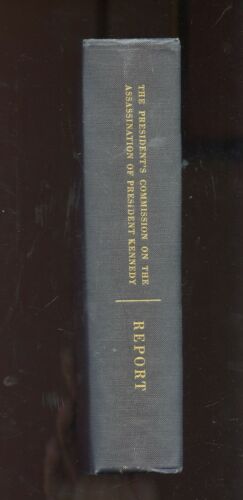 THE PRESIDENT'S COMMISSION ON THE
ASSASSINATION OF PRESIDENT KENNEDY
REPORT